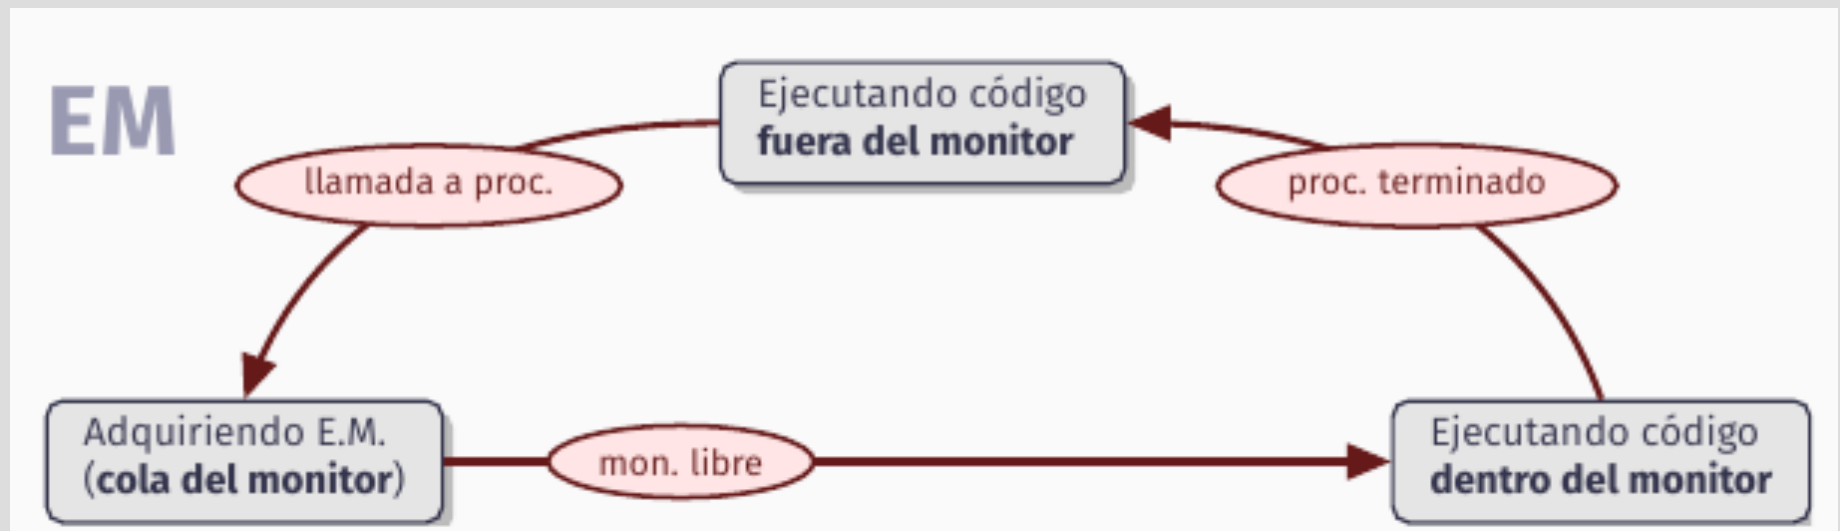 EM
Ejecutando código
fuera del monitor
llamada a proc.
proc. terminado
Adquiriendo E.M.
(cola del monitor)
mon. libre
Ejecutando código
dentro del monitor